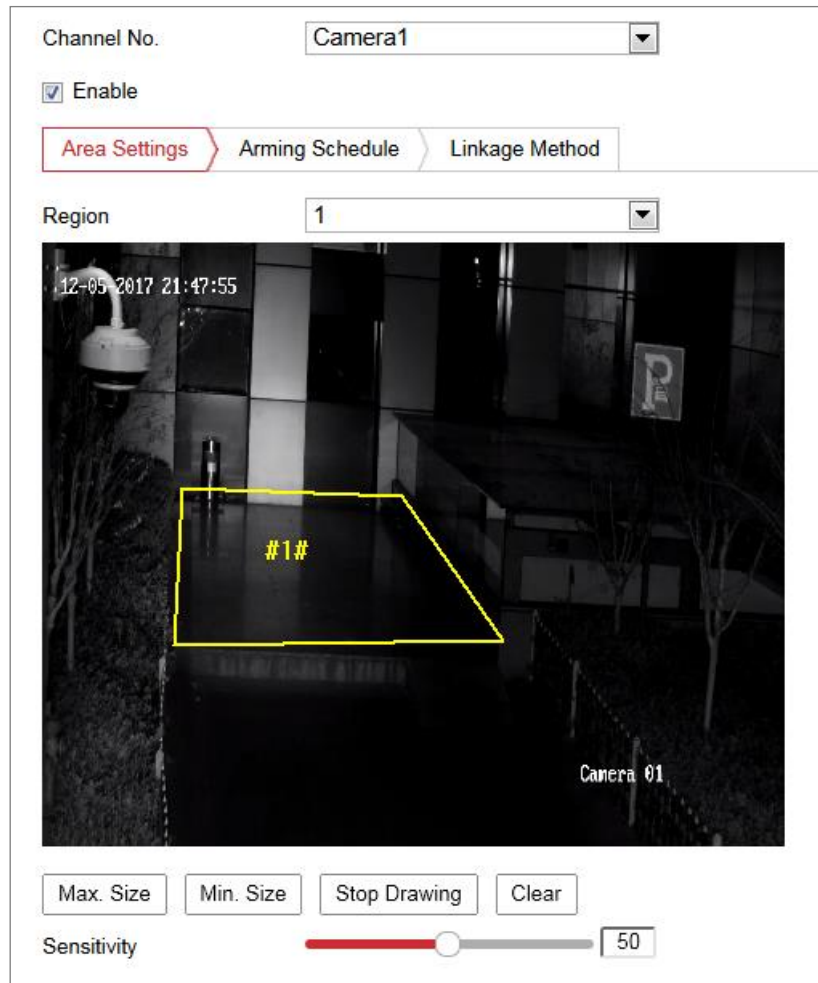 Channel No. Camera1
Enable
Area Settings Arming Schedule Linkage Method
Region 1
12-05-2017 21:47:55
P
#1#
Camera 01
Max. Size Min. Size Stop Drawing Clear
Sensitivity 50